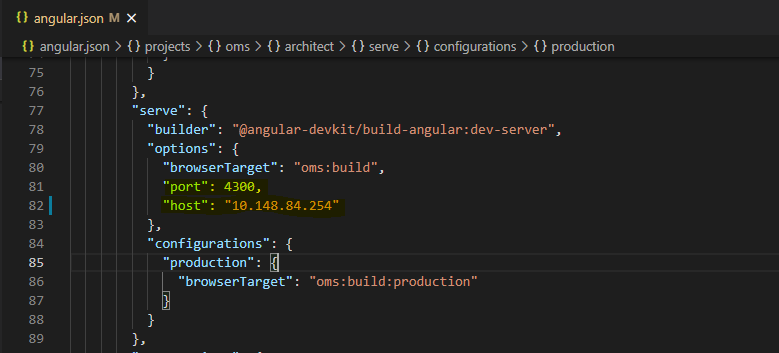 {} angular.json M ×
{} angular.json > {} projects > {} oms > {} architect > {} serve > {} configurations > {} production
75 }
76 },
77 "serve": {
78 "builder": "@angular-devkit/build-angular:dev-server",
79 "options": {
80 "browserTarget": "oms:build",
81 "port": 4300,
82 "host": "10.148.84.254"
83 },
84 "configurations": {
85 "production": {
86 "browserTarget": "oms:build:production"
87 }
88 }
89 },